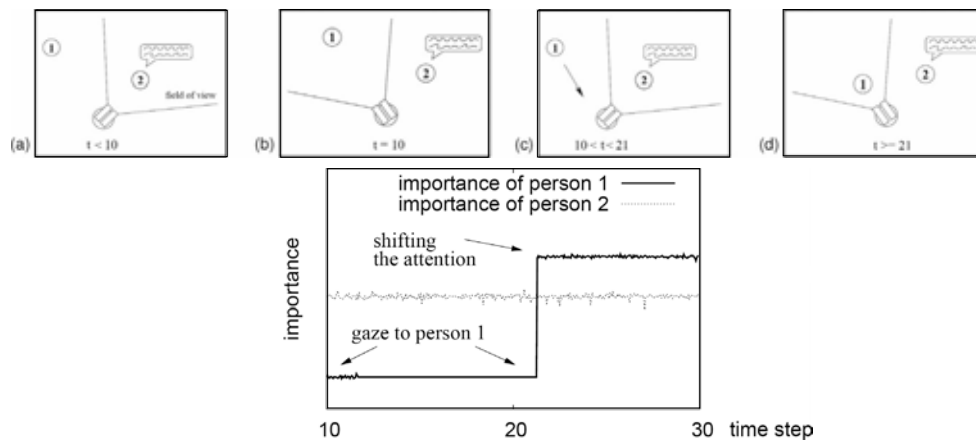 1
2
field of view
(a)
t < 10
1
2
(b)
t = 10
1
2
(c)
10 < t< 21
1
2
(d)
t >= 21
importance of person 1
importance of person 2
shifting
the attention
importance
gaze to person 1
10
20
30
time step